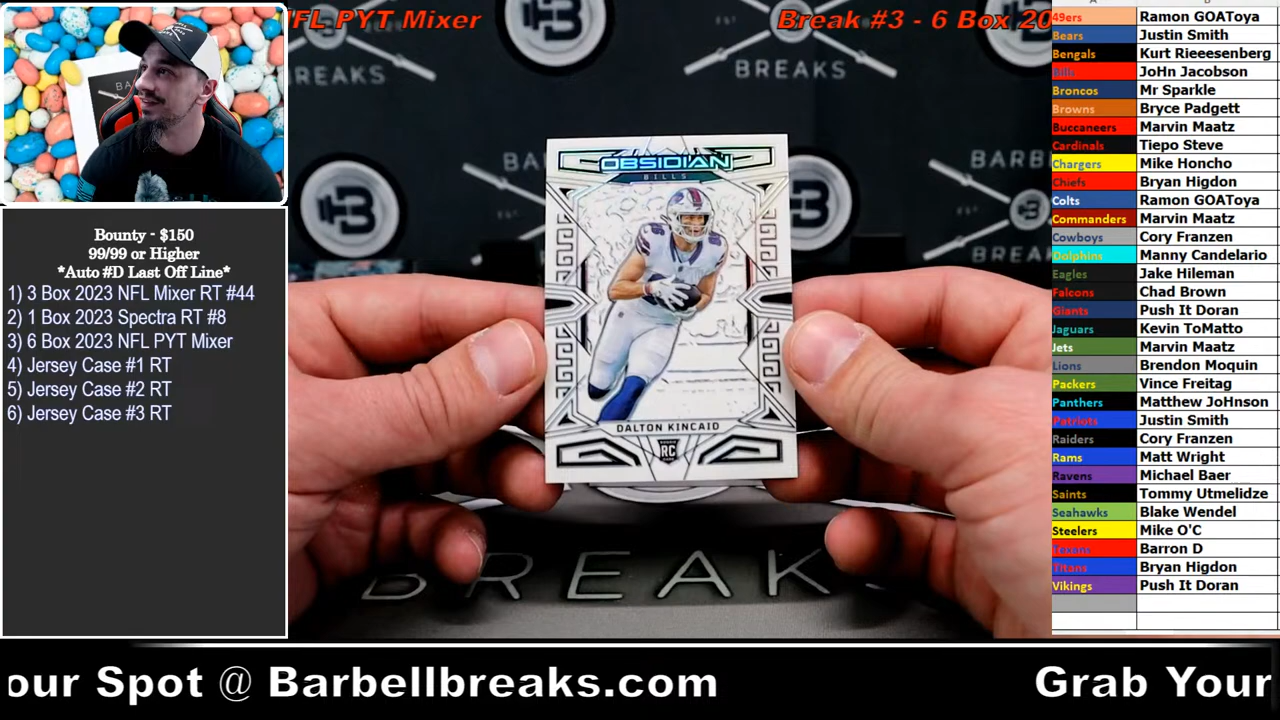 NFL PYT Mixer
Break #3 - 6 Box 20
BREAKS
BARB
EST
Bounty - $150
99/99 or Higher
*Auto #D Last Off Line*
1) 3 Box 2023 NFL Mixer RT #44
2) 1 Box 2023 Spectra RT #8
3) 6 Box 2023 NFL PYT Mixer
4) Jersey Case #1 RT
5) Jersey Case #2 RT
6) Jersey Case #3 RT
OBSIDIAN
BILLS
DALTON KINCAID
RC
BREAK
49ers Ramon GOAToya
Bears Justin Smith
Bengals Kurt Rieeesenberg
Bills JoHn Jacobson
Broncos Mr Sparkle
Browns Bryce Padgett
Buccaneers Marvin Maatz
Cardinals Tiepo Steve
Chargers Mike Honcho
Chiefs Bryan Higdon
Colts Ramon GOAToya
Commanders Marvin Maatz
Cowboys Cory Franzen
Dolphins Manny Candelario
Eagles Jake Hileman
Falcons Chad Brown
Giants Push It Doran
Jaguars Kevin ToMatto
Jets Marvin Maatz
Lions Brendon Moquin
Packers Vince Freitag
Panthers Matthew JoHnson
Patriots Justin Smith
Raiders Cory Franzen
Rams Matt Wright
Ravens Michael Baer
Saints Tommy Utmelidze
Seahawks Blake Wendel
Steelers Mike O'C
Texans Barron D
Titans Bryan Higdon
Vikings Push It Doran
our Spot @ Barbellbreaks.com
Grab Your